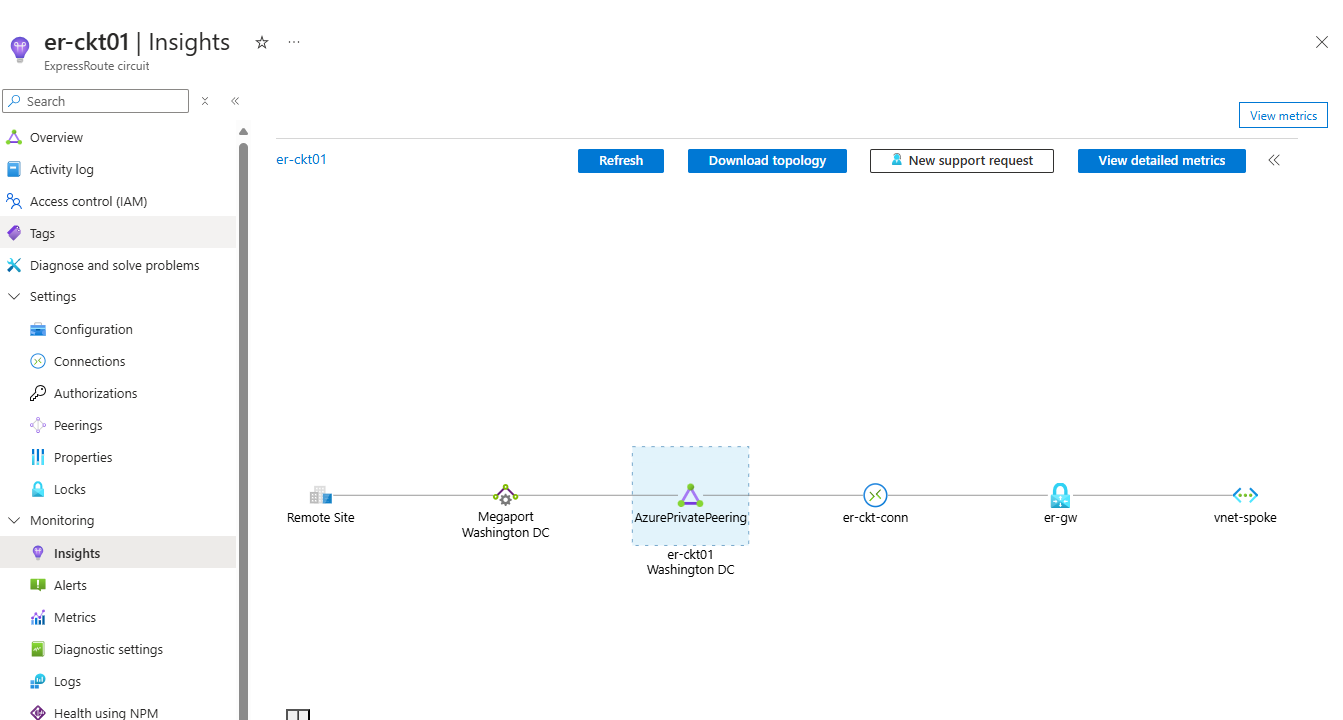 er-ckt01 | Insights
ExpressRoute circuit
Search
View metrics
Overview
er-ckt01
Refresh
Download topology
New support request
View detailed metrics
Activity log
Access control (IAM)
Tags
Diagnose and solve problems
Settings
Configuration
Connections
Authorizations
Peerings
Properties
Locks
Monitoring
Insights
Alerts
Metrics
Diagnostic settings
Logs
Health using NPM
Remote Site
Megaport
Washington DC
AzurePrivatePeering
er-ckt01
Washington DC
er-ckt-conn
er-gw
vnet-spoke